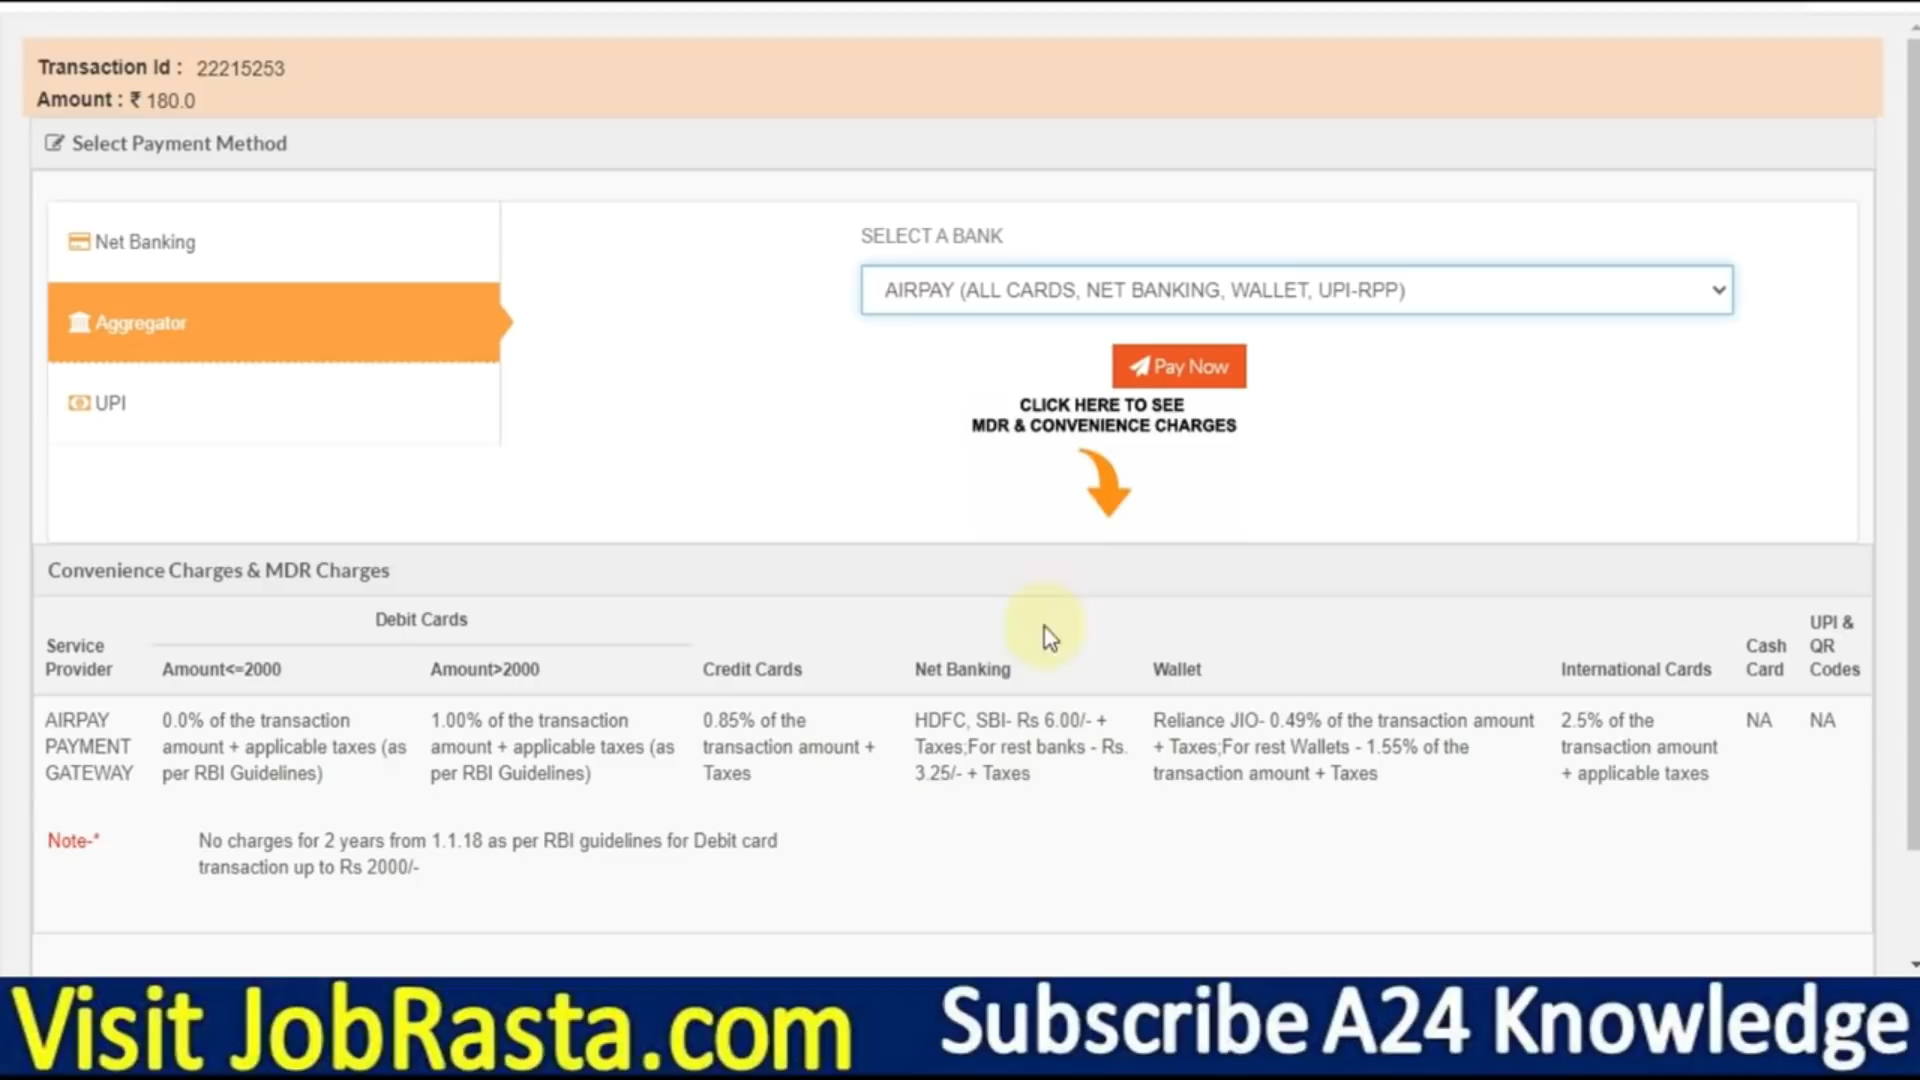 Transaction Id : 22215253
Amount : ₹ 180.0
Select Payment Method
Net Banking
Aggregator
UPI
SELECT A BANK
AIRPAY (ALL CARDS, NET BANKING, WALLET, UPI-RPP)
Pay Now
CLICK HERE TO SEE
MDR & CONVENIENCE CHARGES
Convenience Charges & MDR Charges
Service
Provider
Debit Cards
Amount<=2000
Amount>2000
Credit Cards
Net Banking
Wallet
International Cards
Cash
Card
UPI &
QR
Codes
AIRPAY
PAYMENT
GATEWAY
0.0% of the transaction
amount + applicable taxes (as
per RBI Guidelines)
1.00% of the transaction
amount + applicable taxes (as
per RBI Guidelines)
0.85% of the
transaction amount +
Taxes
HDFC, SBI- Rs 6.00/- +
Taxes;For rest banks - Rs.
3.25/- + Taxes
Reliance JIO- 0.49% of the transaction amount
+ Taxes;For rest Wallets - 1.55% of the
transaction amount + Taxes
2.5% of the
transaction amount
+ applicable taxes
NA
NA
Note-*
No charges for 2 years from 1.1.18 as per RBI guidelines for Debit card
transaction up to Rs 2000/-
Visit JobRasta.com
Subscribe A24 Knowledge